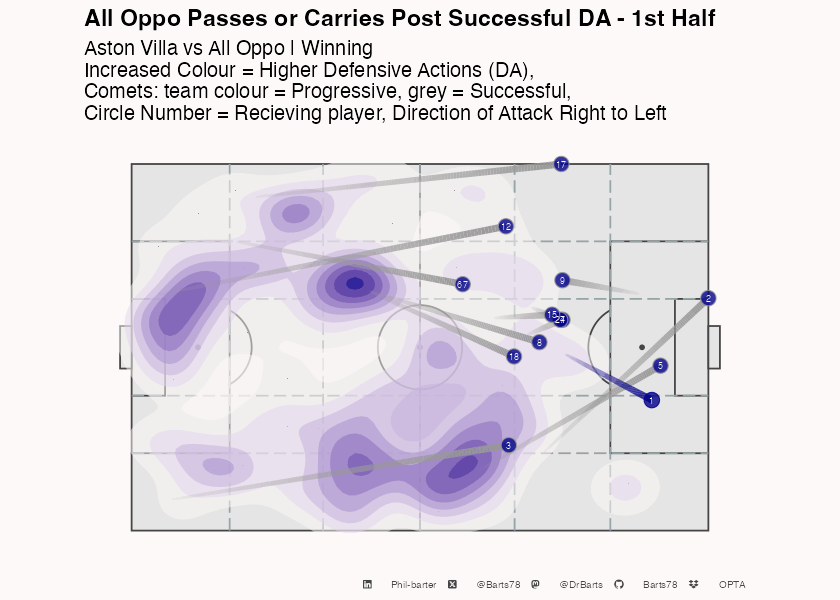 All Oppo Passes or Carries Post Successful DA - 1st Half
Aston Villa vs All Oppo | Winning
Increased Colour = Higher Defensive Actions (DA),
Comets: team colour = Progressive, grey = Successful,
Circle Number = Recieving player, Direction of Attack Right to Left
17
12
67
9
2
15
8
18
5
1
3
Phil-barter @Barts78 @DrBarts Barts78 OPTA